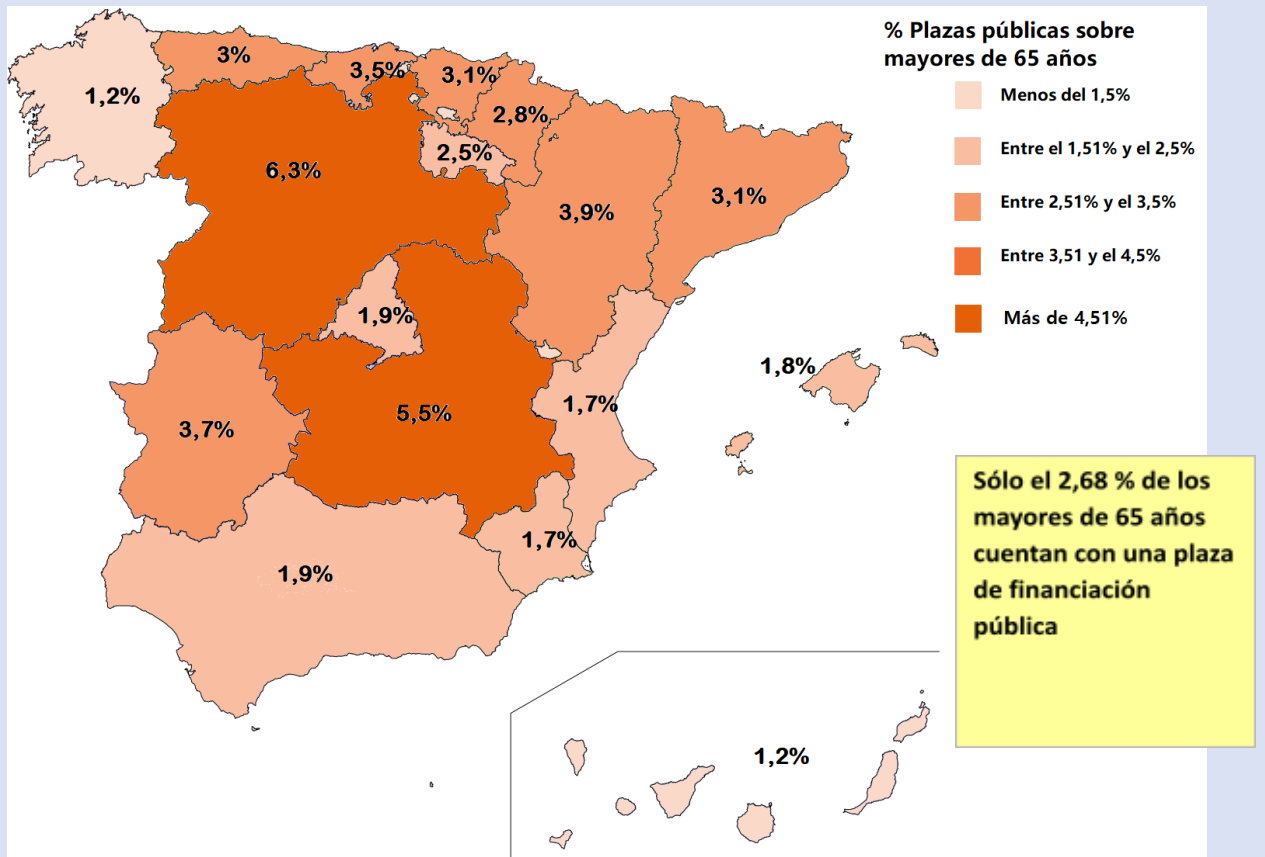 % Plazas públicas sobre
mayores de 65 años
Menos del 1,5%
Entre el 1,51% y el 2,5%
Entre 2,51% y el 3,5%
Entre 3,51 y el 4,5%
Más de 4,51%
3%
3,5%
3,1%
1,2%
2,8%
2,5%
6,3%
3,9%
3,1%
1,9%
1,8%
5,5%
1,7%
3,7%
1,7%
1,9%
1,2%
Sólo el 2,68 % de los
mayores de 65 años
cuentan con una plaza
de financiación
pública